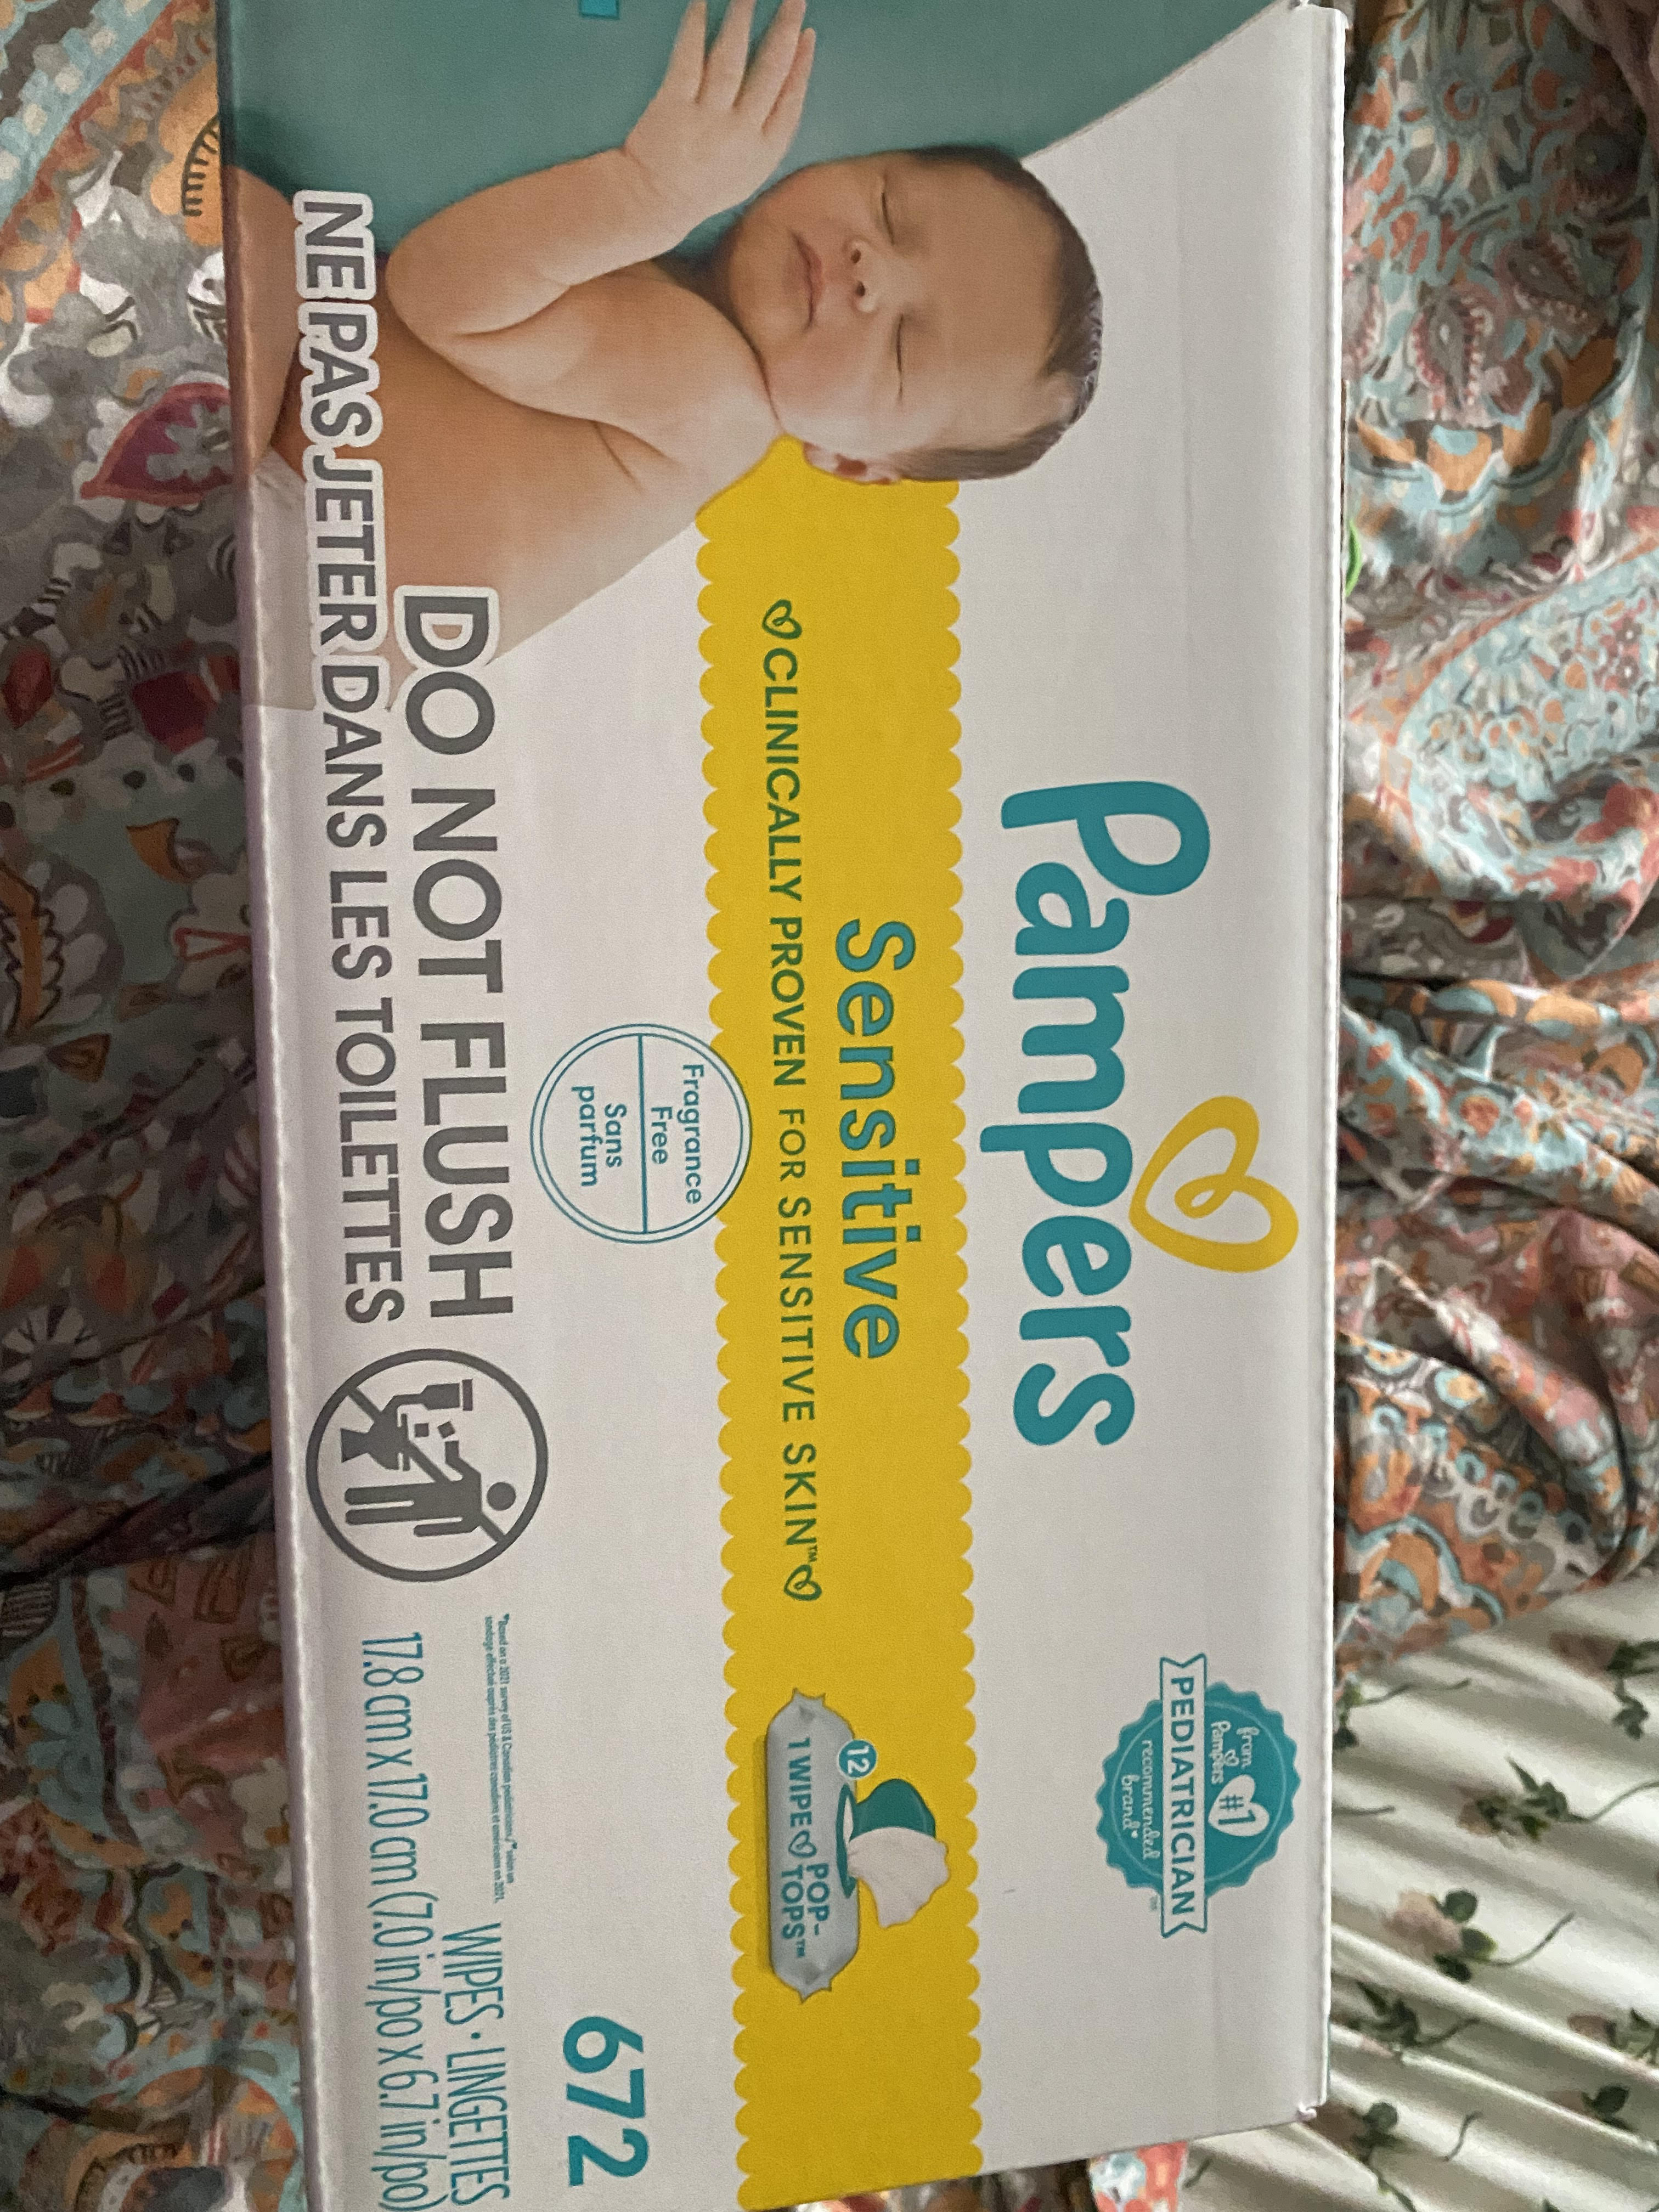 Pampers
from
Pampers
#1
PEDIATRICIAN
recommended
brand*
Sensitive
CLINICALLY PROVEN FOR SENSITIVE SKIN™
12
POP-
1 WIPE TOPS™
Fragrance
Free
Sans
parfum
672
DO NOT FLUSH
NE PAS JETER DANS LES TOILETTES
WIPES • LINGETTES
17.8 cm x 17.0 cm (7.0 in/po x 6.7 in/po)